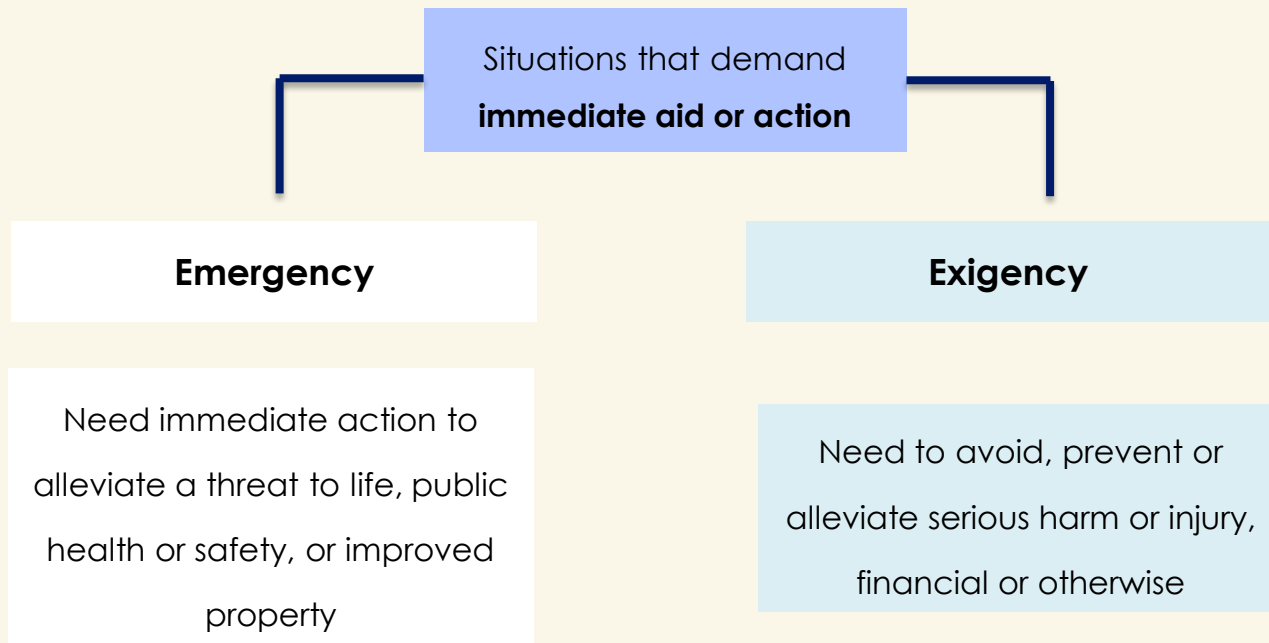 Situations that demand
immediate aid or action
Emergency
Exigency
Need immediate action to
alleviate a threat to life, public
health or safety, or improved
property
Need to avoid, prevent or
alleviate serious harm or injury,
financial or otherwise